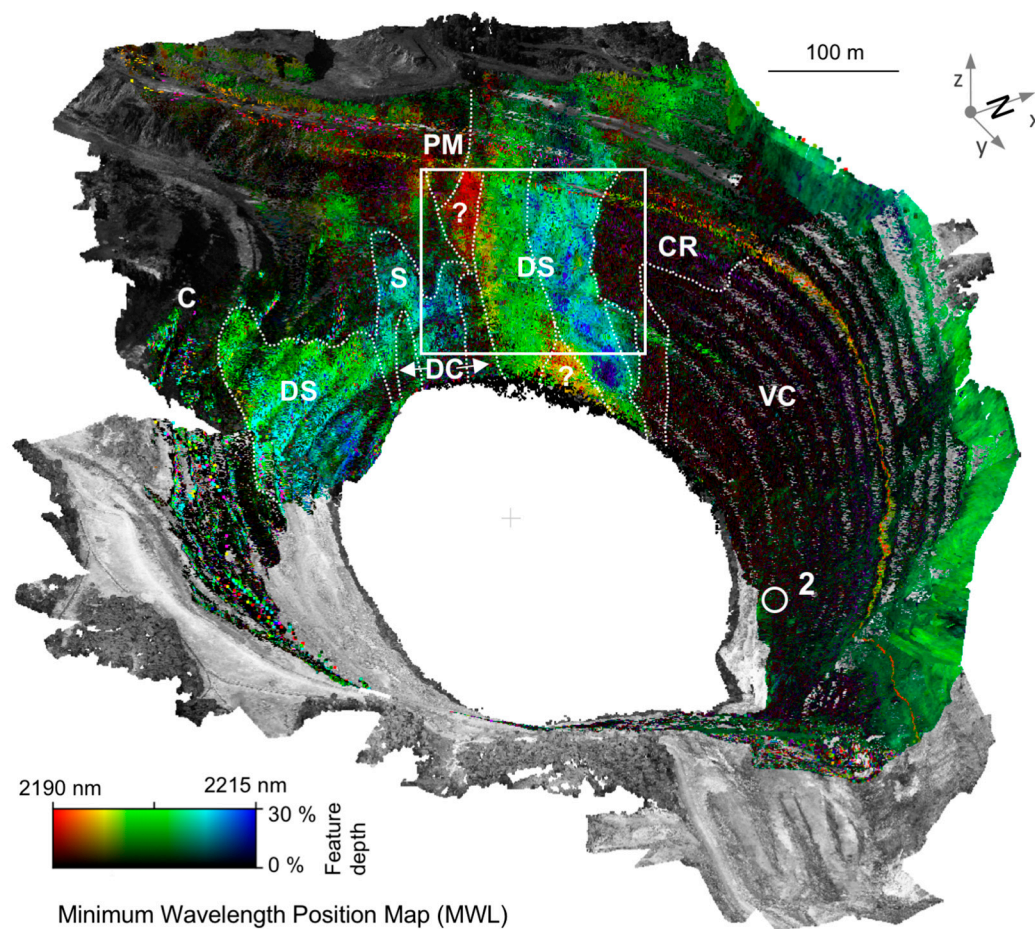 100 m
z
N
x
y
PM
?
CR
S
DS
C
DC
?
DS
VC
2
2190 nm
2215 nm
30 %
0 %
Feature
depth
Minimum Wavelength Position Map (MWL)